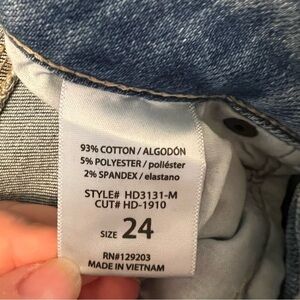 93% COTTON / ALGODÓN
5% POLYESTER / poliéster
2% SPANDEX / elastano
STYLE# HD3131-M
CUT# HD-1910
SIZE 24
RN#129203
MADE IN VIETNAM